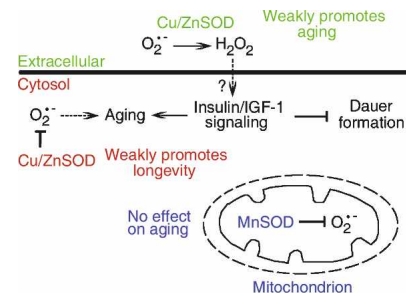 Cu/ZnSOD
Weakly promotes
aging
O₂•⁻ → H₂O₂
Extracellular
Cytosol
?
O₂•⁻
Aging
Insulin/IGF-1
signaling
Dauer
formation
Cu/ZnSOD
Weakly promotes
longevity
No effect
on aging
MnSOD
O₂•⁻
Mitochondrion